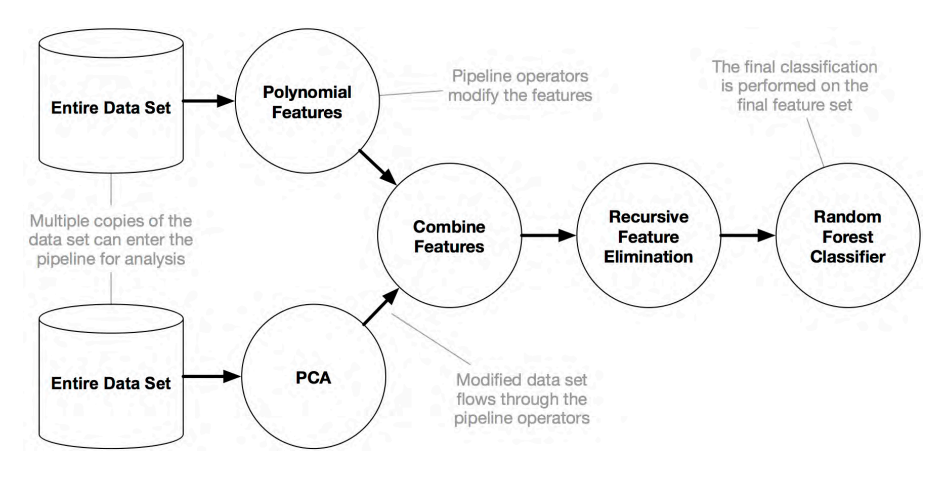 Entire Data Set
Polynomial
Features
Pipeline operators
modify the features
The final classification
is performed on the
final feature set
Multiple copies of the
data set can enter the
pipeline for analysis
Combine
Features
Recursive
Feature
Elimination
Random
Forest
Classifier
Entire Data Set
PCA
Modified data set
flows through the
pipeline operators